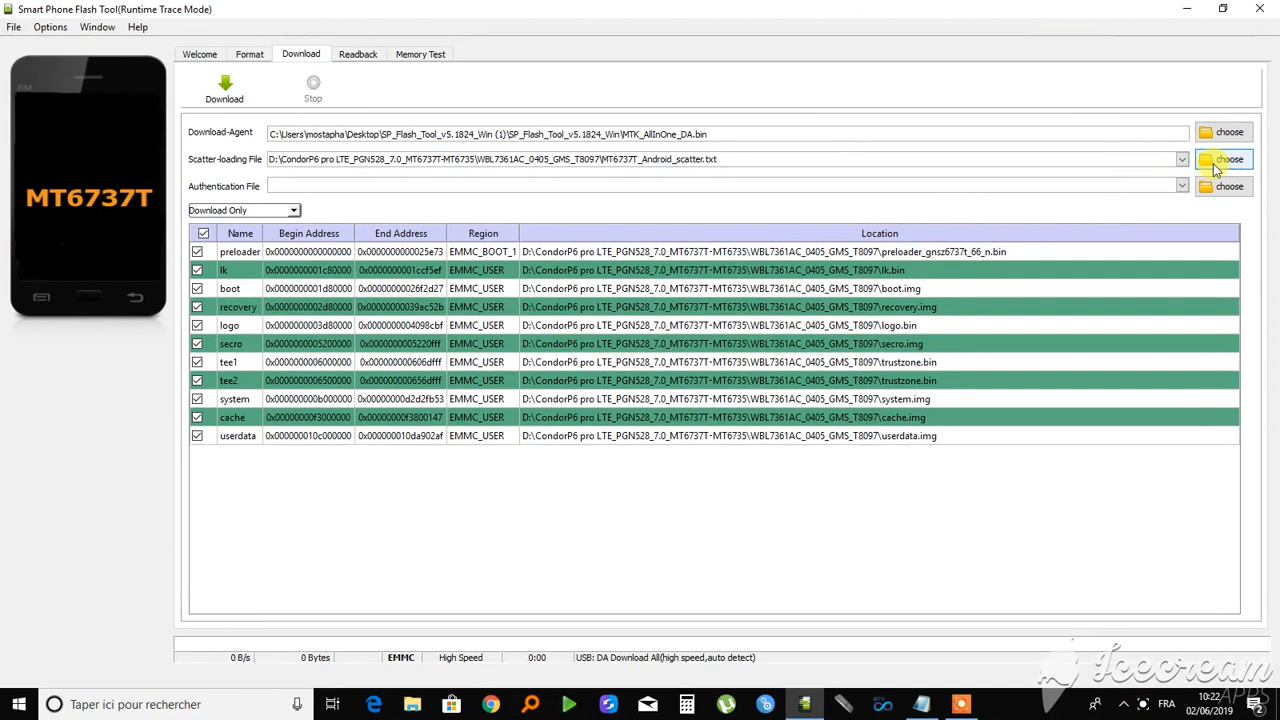 Smart Phone Flash Tool(Runtime Trace Mode)
File Options Window Help
Welcome Format Download Readback Memory Test
BM
Download Stop
Download-Agent C:\Users\mostapha\Desktop\SP_Flash_Tool_v5.1824_Win (1)\SP_Flash_Tool_v5.1824_Win\MTK_AllInOne_DA.bin choose
Scatter-loading File D:\CondorP6 pro LTE_PGN528_7.0_MT6737T-MT6735\WBL7361AC_0405_GMS_T8097\MT6737T_Android_scatter.txt choose
Authentication File choose
MT6737T
Download Only
Name Begin Address End Address Region Location
preloader 0x0000000000000000 0x0000000000025e73 EMMC_BOOT_1 D:\CondorP6 pro LTE_PGN528_7.0_MT6737T-MT6735\WBL7361AC_0405_GMS_T8097\preloader_gnsz6737t_66_n.bin
lk 0x0000000001c80000 0x0000000001ccf5ef EMMC_USER D:\CondorP6 pro LTE_PGN528_7.0_MT6737T-MT6735\WBL7361AC_0405_GMS_T8097\lk.bin
boot 0x0000000001d80000 0x00000000026f2d27 EMMC_USER D:\CondorP6 pro LTE_PGN528_7.0_MT6737T-MT6735\WBL7361AC_0405_GMS_T8097\boot.img
recovery 0x0000000002d80000 0x00000000039ac52b EMMC_USER D:\CondorP6 pro LTE_PGN528_7.0_MT6737T-MT6735\WBL7361AC_0405_GMS_T8097\recovery.img
logo 0x0000000003d80000 0x0000000004098cbf EMMC_USER D:\CondorP6 pro LTE_PGN528_7.0_MT6737T-MT6735\WBL7361AC_0405_GMS_T8097\logo.bin
secro 0x0000000005200000 0x0000000005220fff EMMC_USER D:\CondorP6 pro LTE_PGN528_7.0_MT6737T-MT6735\WBL7361AC_0405_GMS_T8097\secro.img
tee1 0x0000000006000000 0x000000000606dfff EMMC_USER D:\CondorP6 pro LTE_PGN528_7.0_MT6737T-MT6735\WBL7361AC_0405_GMS_T8097\trustzone.bin
tee2 0x0000000006500000 0x000000000656dfff EMMC_USER D:\CondorP6 pro LTE_PGN528_7.0_MT6737T-MT6735\WBL7361AC_0405_GMS_T8097\trustzone.bin
system 0x000000000b000000 0x00000000d2d2fb53 EMMC_USER D:\CondorP6 pro LTE_PGN528_7.0_MT6737T-MT6735\WBL7361AC_0405_GMS_T8097\system.img
cache 0x00000000f3000000 0x00000000f3800147 EMMC_USER D:\CondorP6 pro LTE_PGN528_7.0_MT6737T-MT6735\WBL7361AC_0405_GMS_T8097\cache.img
userdata 0x000000010c000000 0x000000010da902af EMMC_USER D:\CondorP6 pro LTE_PGN528_7.0_MT6737T-MT6735\WBL7361AC_0405_GMS_T8097\userdata.img
0 B/s 0 Bytes EMMC High Speed 0:00 USB: DA Download All(high speed,auto detect)
Icecream
APPS
Taper ici pour rechercher FRA 10:22
02/06/2019 2